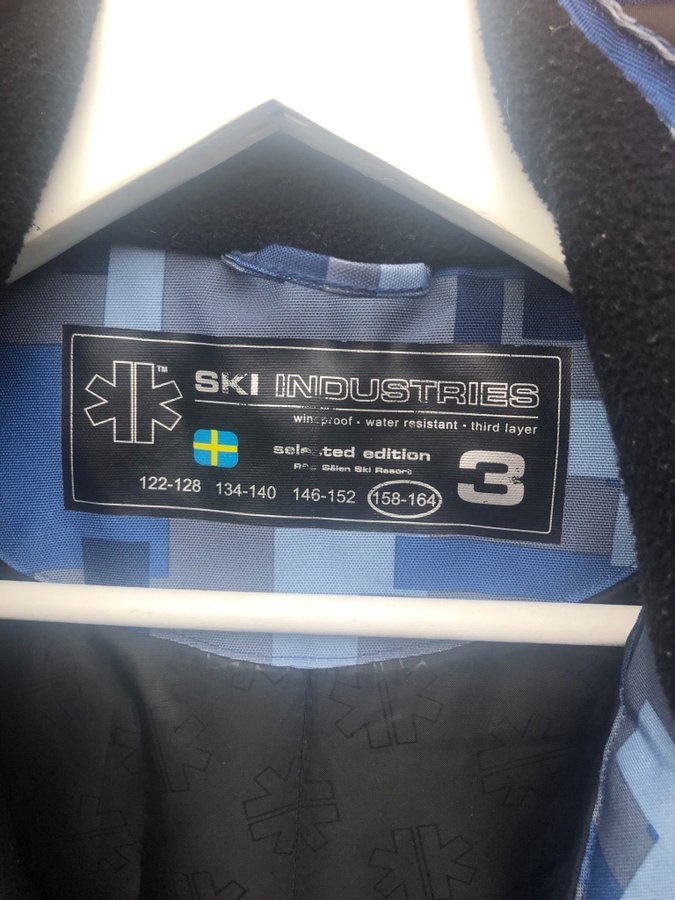 TM
SKI INDUSTRIES
windproof • water resistant • third layer
selected edition
Sälen Ski Resort
122-128 134-140 146-152 158-164
3